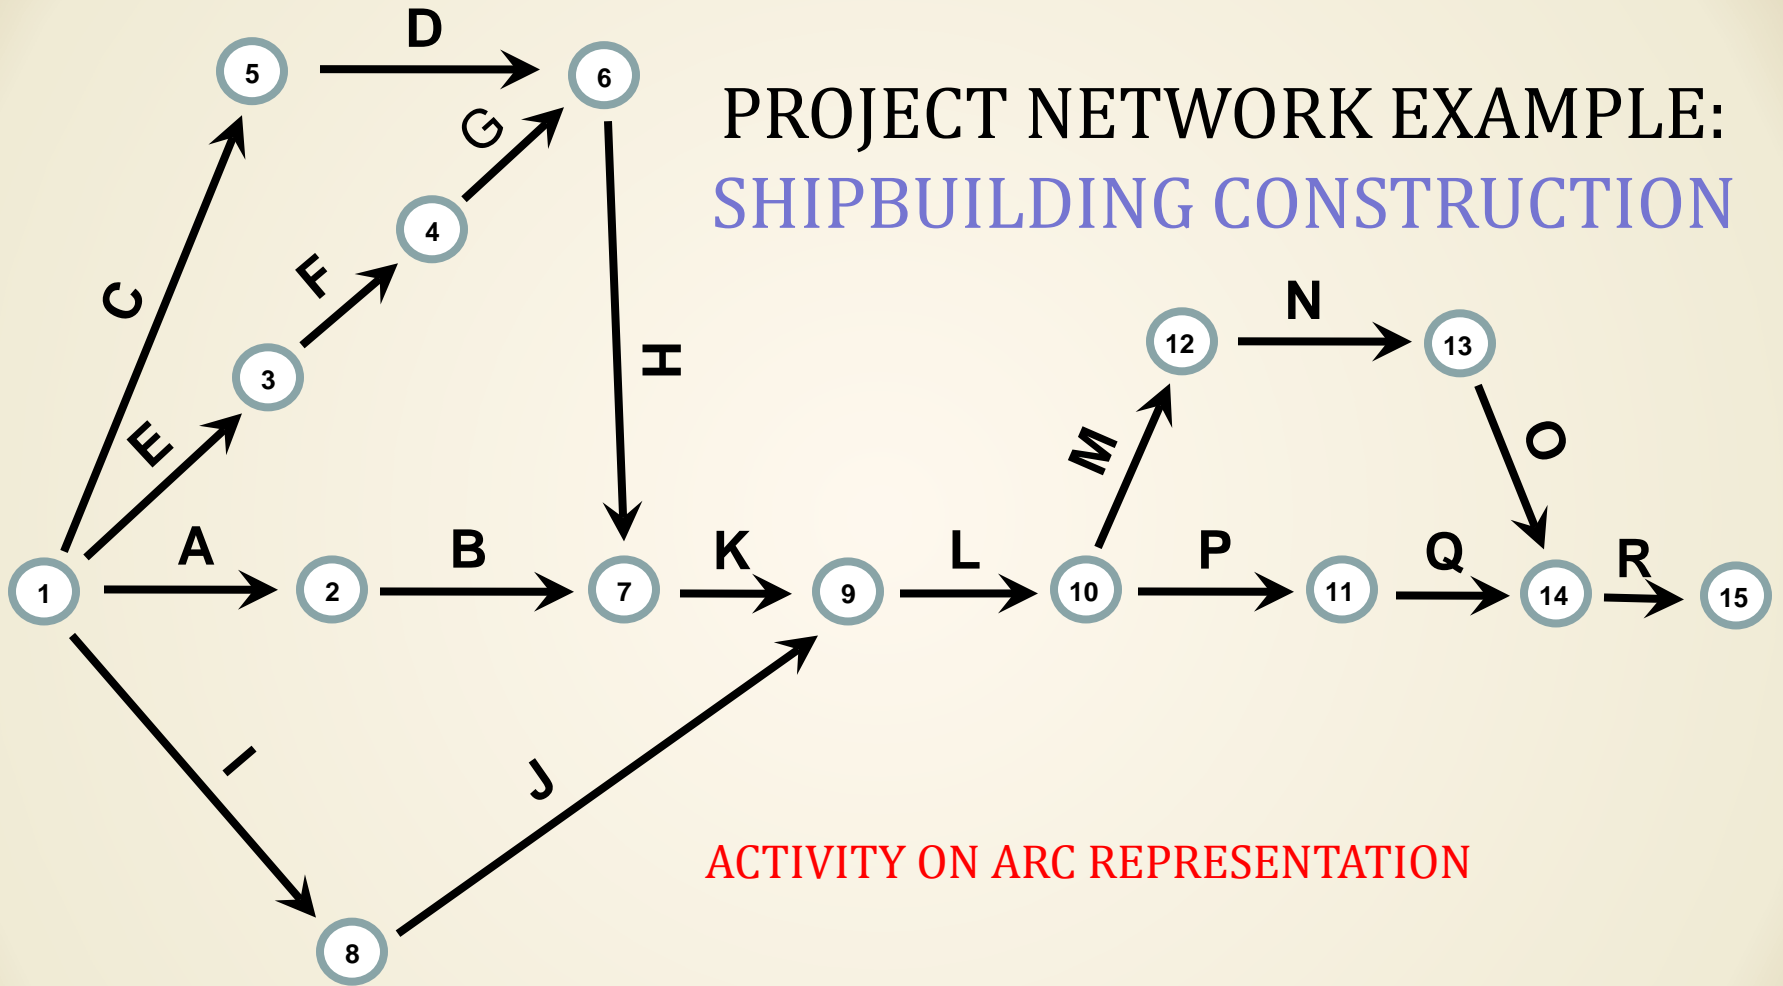 D
5
6
G
PROJECT NETWORK EXAMPLE:
SHIPBUILDING CONSTRUCTION
4
F
C
N
12
13
H
3
E
M
O
A
B
K
L
P
Q
R
1
2
7
9
10
11
14
15
I
J
ACTIVITY ON ARC REPRESENTATION
8